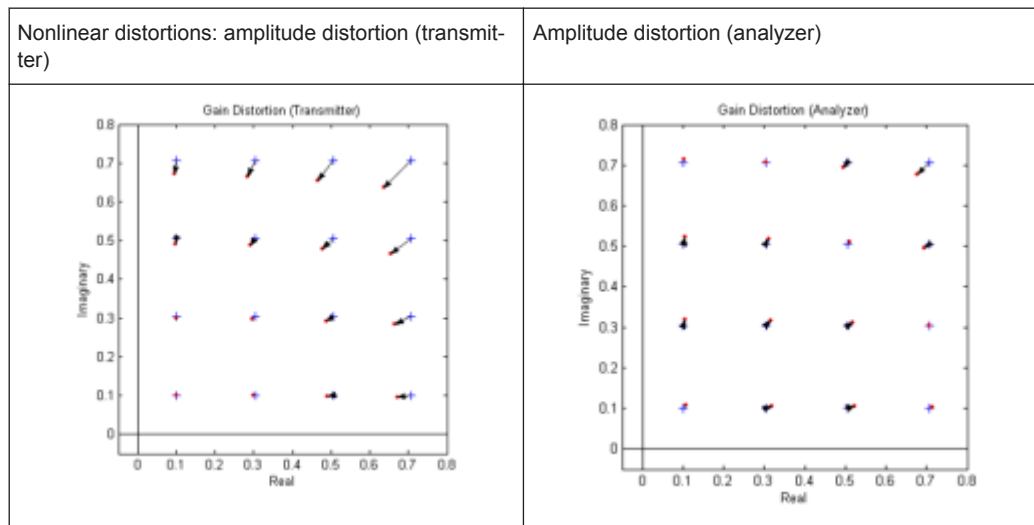 Nonlinear distortions: amplitude distortion (transmit-
ter)
Amplitude distortion (analyzer)
Gain Distortion (Transmitter)
0.8
0.7
0.6
0.5
0.4
0.3
0.2
0.1
0
Imaginary
0 0.1 0.2 0.3 0.4 0.5 0.6 0.7 0.8
Real
Gain Distortion (Analyzer)
0.8
0.7
0.6
0.5
0.4
0.3
0.2
0.1
0
Imaginary
0 0.1 0.2 0.3 0.4 0.5 0.6 0.7 0.8
Real